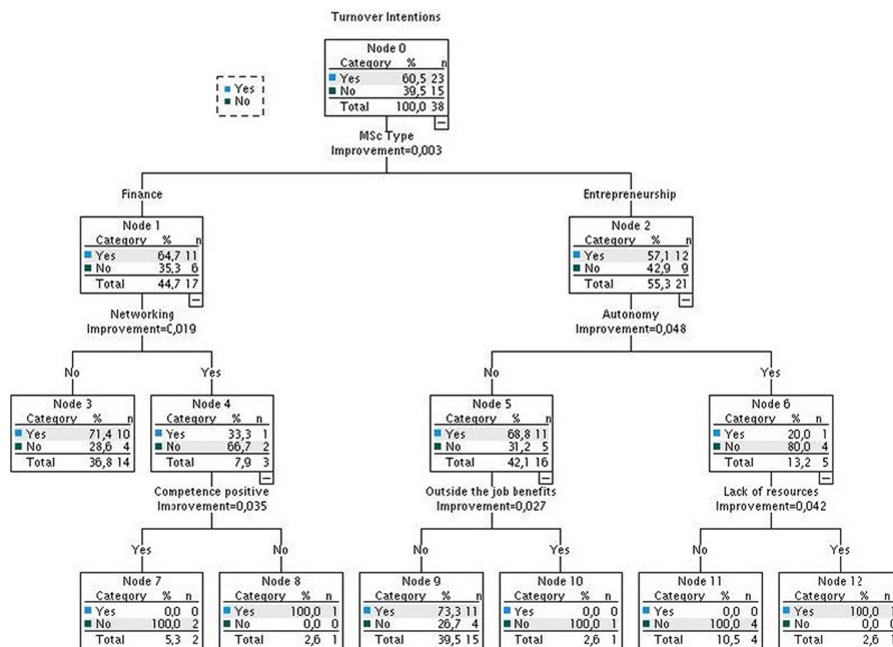 Turnover Intentions
Node 0
Category % n
Yes 60,5 23
No 39,5 15
Total 100,0 38
Yes
No
MSc Type
Improvement=0,003
Finance
Entrepreneurship
Node 1
Category % n
Yes 64,7 11
No 35,3 6
Total 44,7 17
Node 2
Category % n
Yes 57,1 12
No 42,9 9
Total 55,3 21
Networking
Improvement=0,019
Autonomy
Improvement=0,048
No
Yes
No
Yes
Node 3
Category % n
Yes 71,4 10
No 28,6 4
Total 36,8 14
Node 4
Category % n
Yes 33,3 1
No 66,7 2
Total 7,9 3
Node 5
Category % n
Yes 68,8 11
No 31,2 5
Total 42,1 16
Node 6
Category % n
Yes 20,0 1
No 80,0 4
Total 13,2 5
Competence positive
Improvement=0,035
Outside the job benefits
Improvement=0,027
Lack of resources
Improvement=0,042
Yes
No
No
Yes
No
Yes
Node 7
Category % n
Yes 0,0 0
No 100,0 2
Total 5,3 2
Node 8
Category % n
Yes 100,0 1
No 0,0 0
Total 2,6 1
Node 9
Category % n
Yes 73,3 11
No 26,7 4
Total 39,5 15
Node 10
Category % n
Yes 0,0 0
No 100,0 1
Total 2,6 1
Node 11
Category % n
Yes 0,0 0
No 100,0 4
Total 10,5 4
Node 12
Category % n
Yes 100,0 1
No 0,0 0
Total 2,6 1